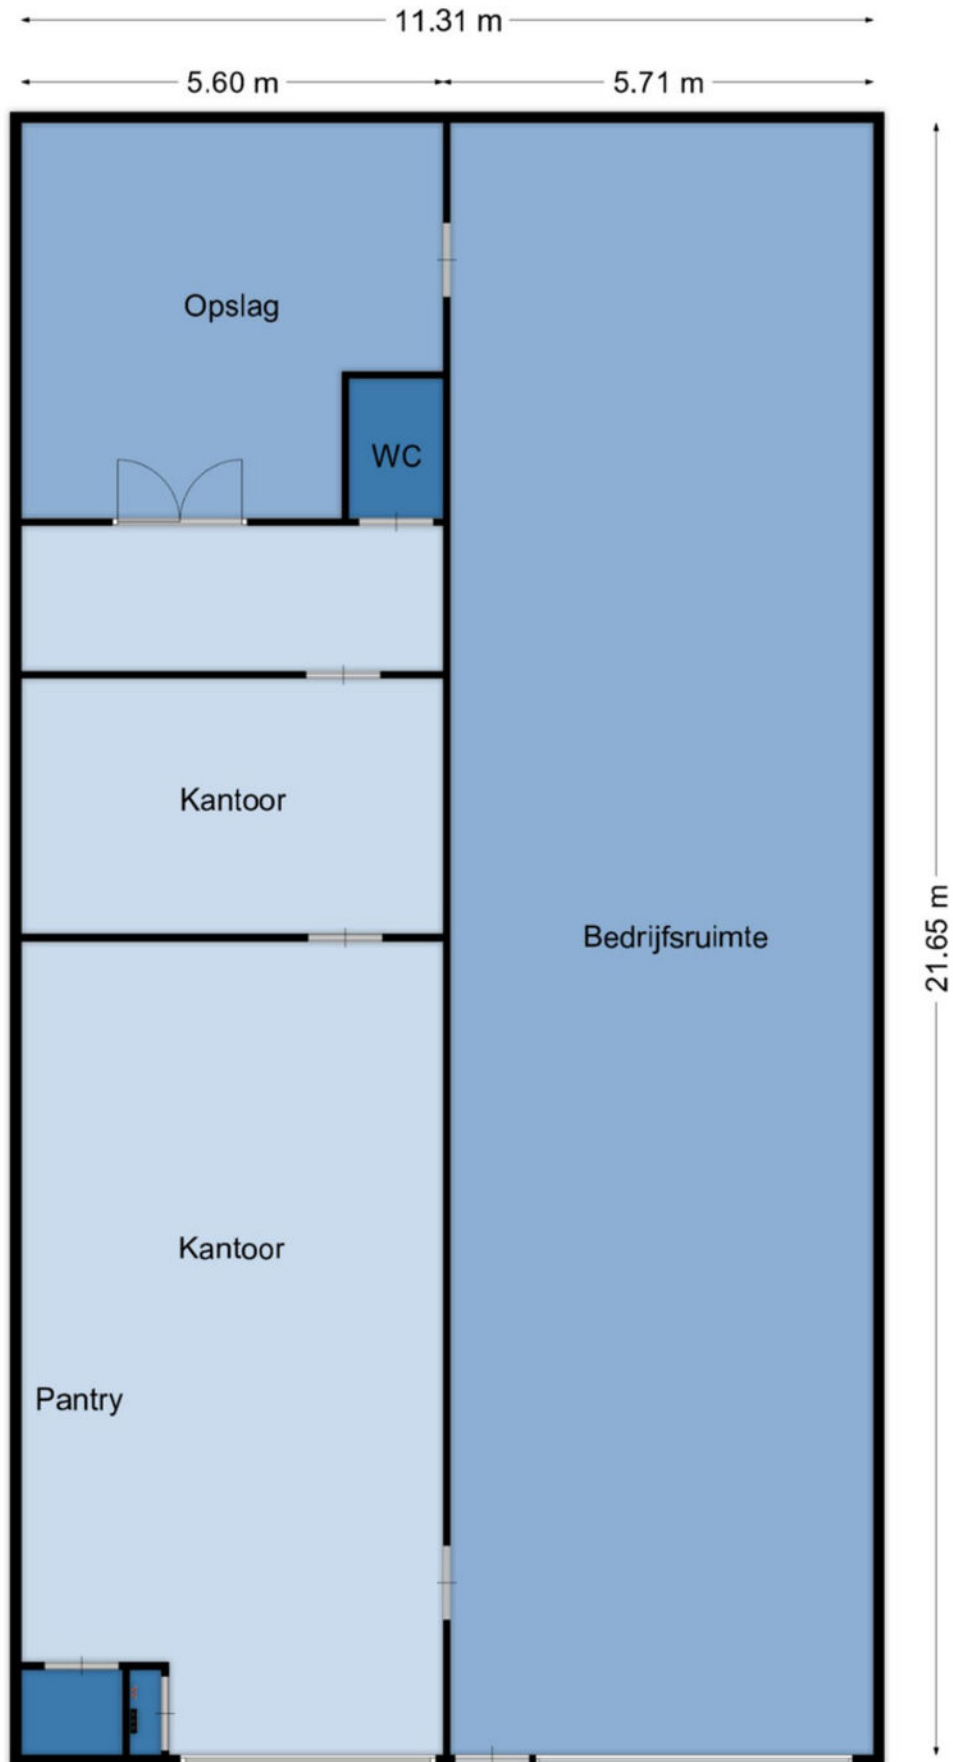 11.31 m
5.60 m
5.71 m
Opslag
WC
Kantoor
Bedrijfsruimte
21.65 m
Kantoor
Pantry